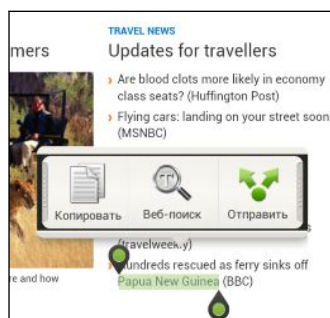 TRAVEL NEWS
mers
Updates for travellers
Are blood clots more likely in economy
class seats? (Huffington Post)
Flying cars: landing on your street soon
(MSNBC)
Копировать
Веб-поиск
Отправить
(travelweek.y)
Hundreds rescued as ferry sinks off
re and how
Papua New Guinea (BBC)